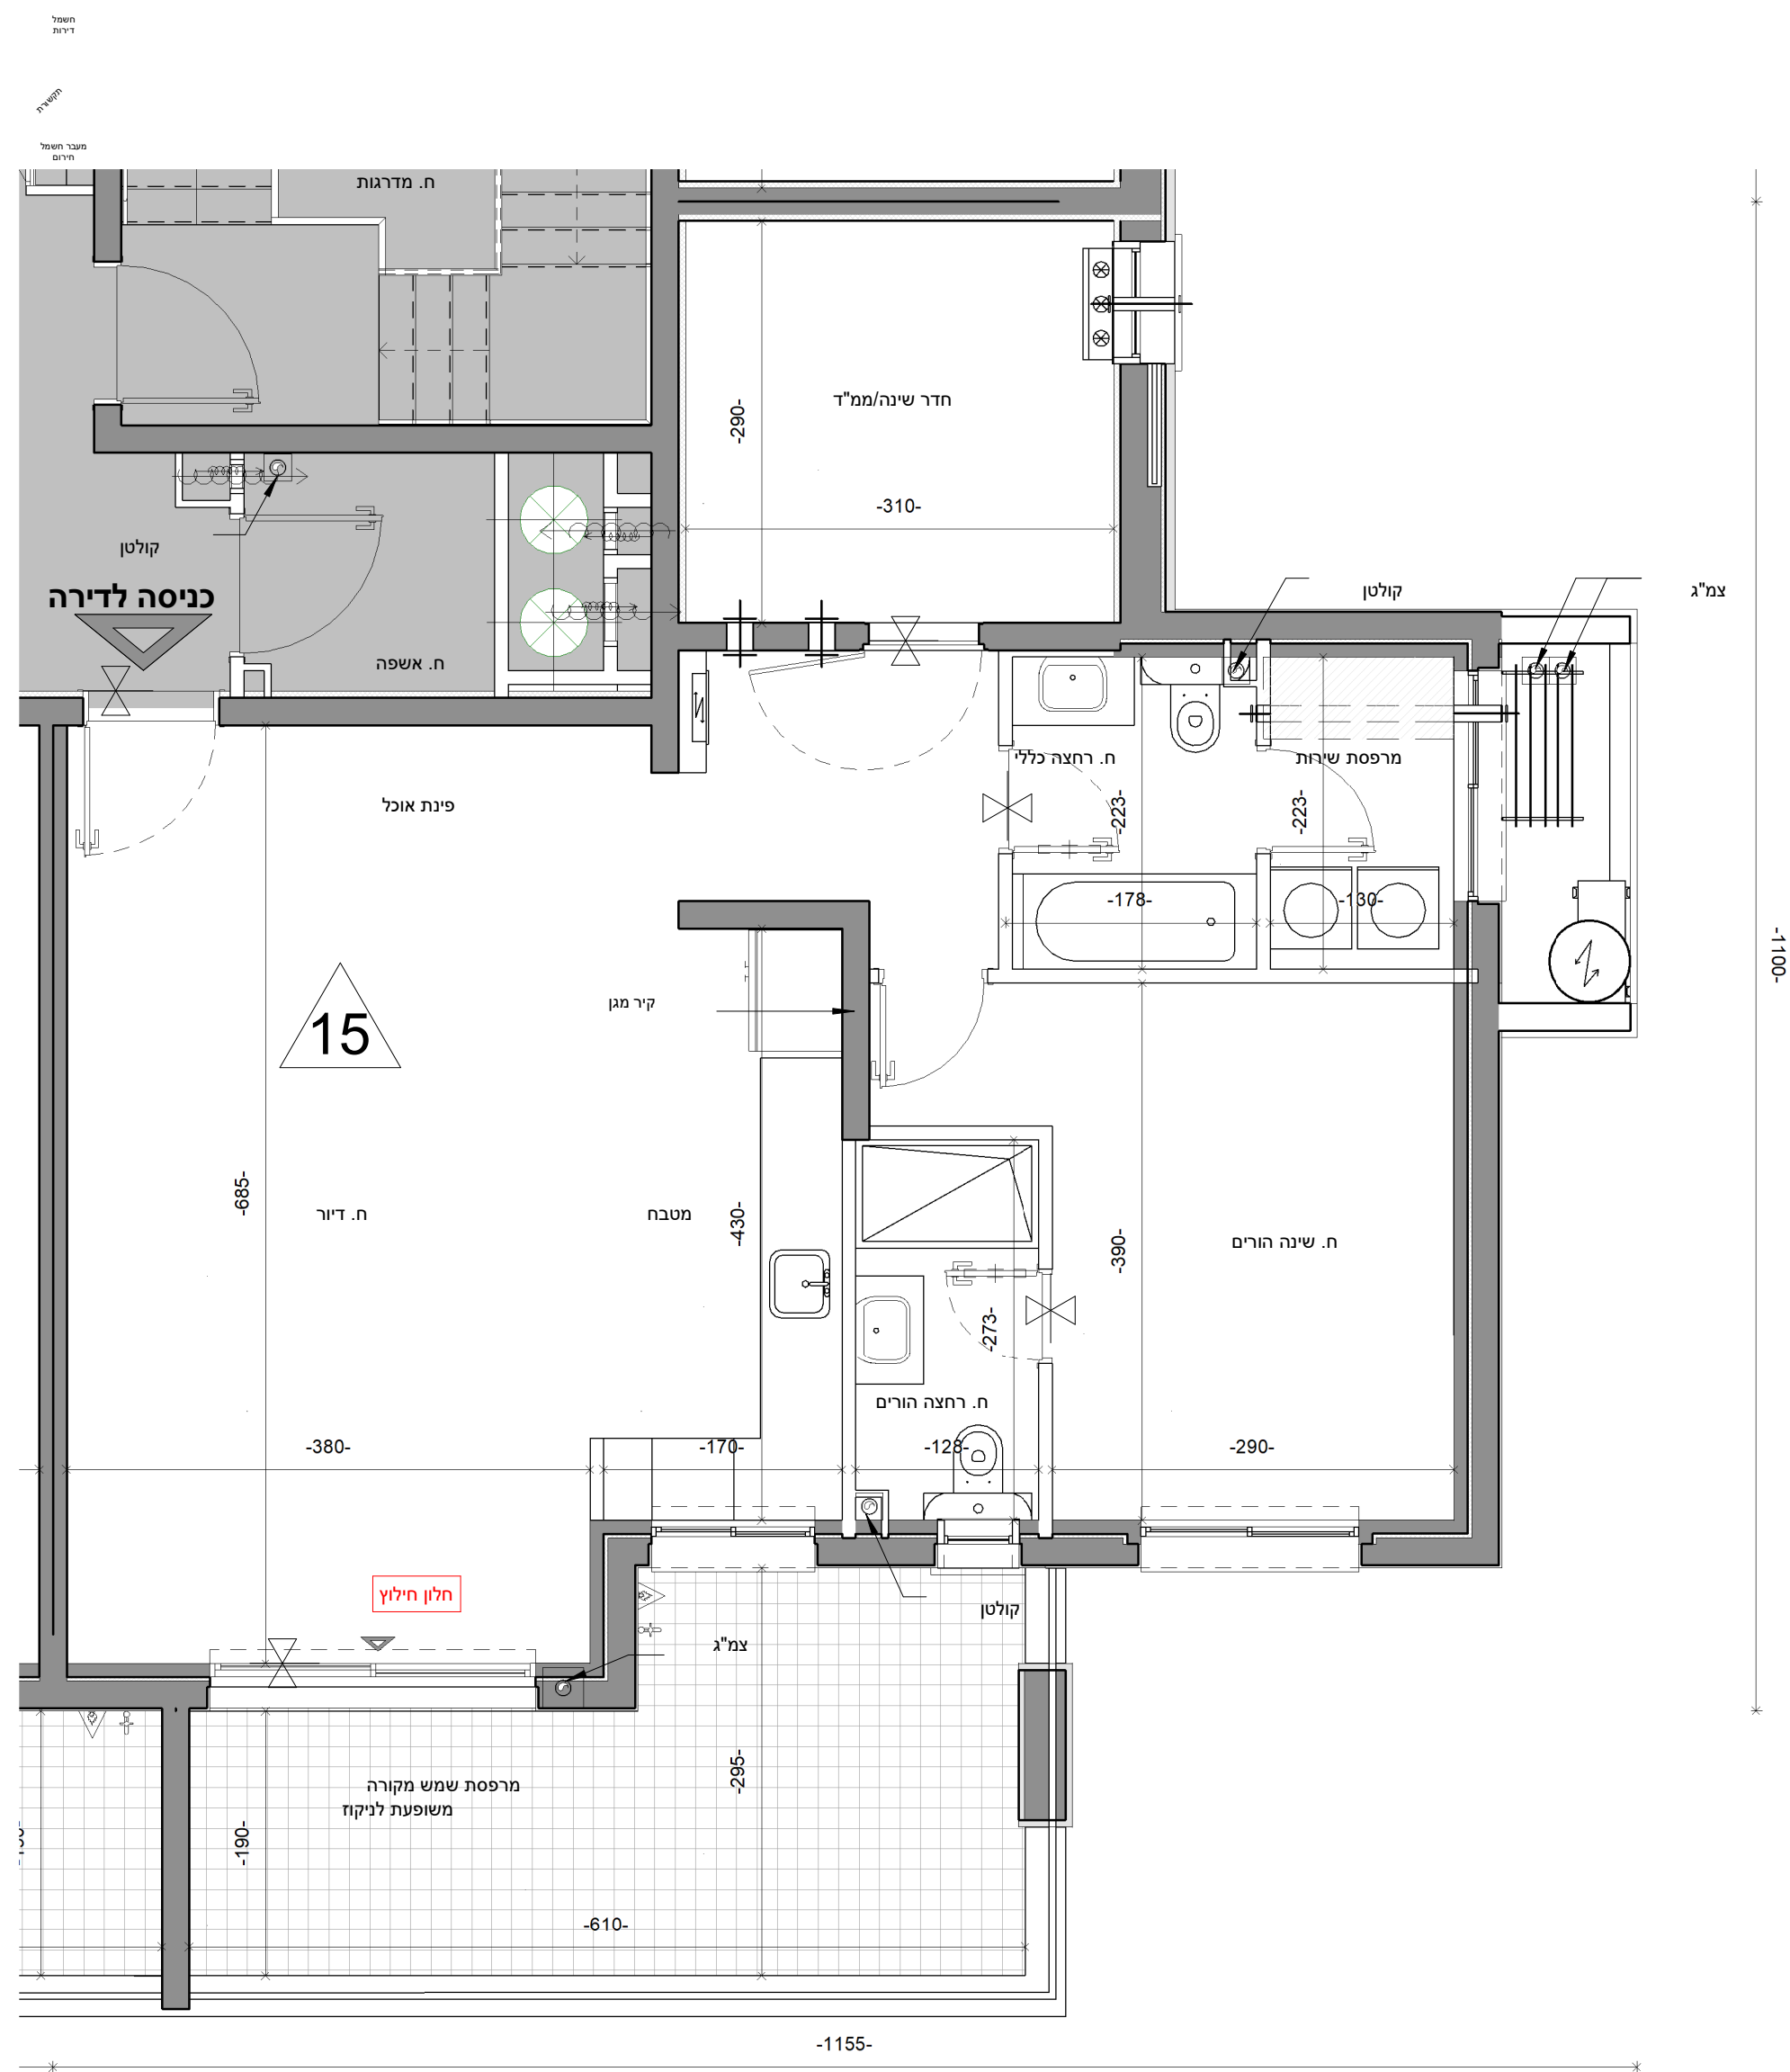 חשמל
דירות
תקשורת
מעבר חשמל
חירום
ח. מדרגות
חדר שינה/ממ"ד
-290-
-310-
קולטן
כניסה לדירה
ח. אשפה
קולטן
צמ"ג
ח. רחצה כללי
מרפסת שירות
-223-
-223-
פינת אוכל
-178-
-130-
-1100-
קיר מגן
15
-685-
ח. דיור
מטבח
-430-
-390-
ח. שינה הורים
-273-
ח. רחצה הורים
-380-
-170-
-128-
-290-
חלון חילוץ
קולטן
צמ"ג
מרפסת שמש מקורה
משופעת לניקוז
-295-
-190-
-610-
-1155-